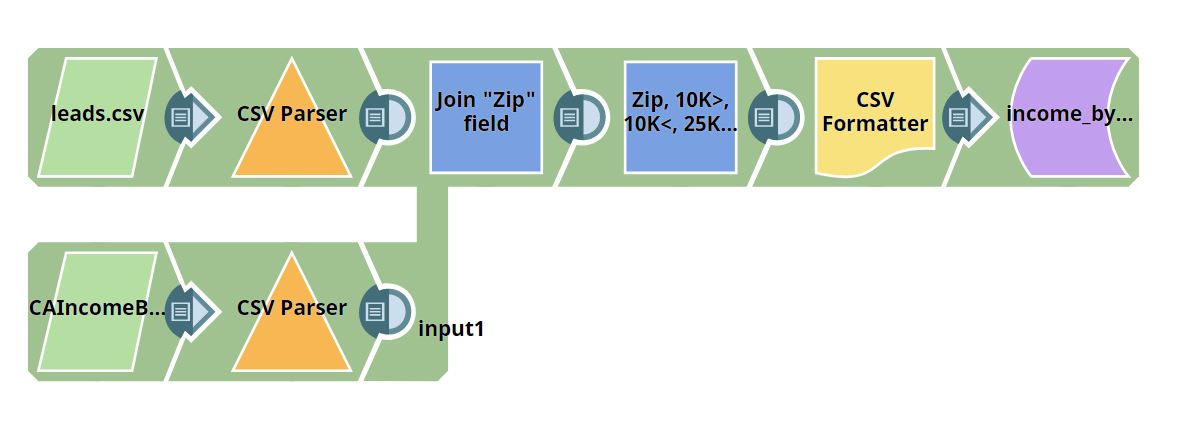 leads.csv
CSV Parser
Join "Zip"
field
Zip, 10K>,
10K<, 25K...
CSV
Formatter
income_by...
CAIncomeB...
CSV Parser
input1